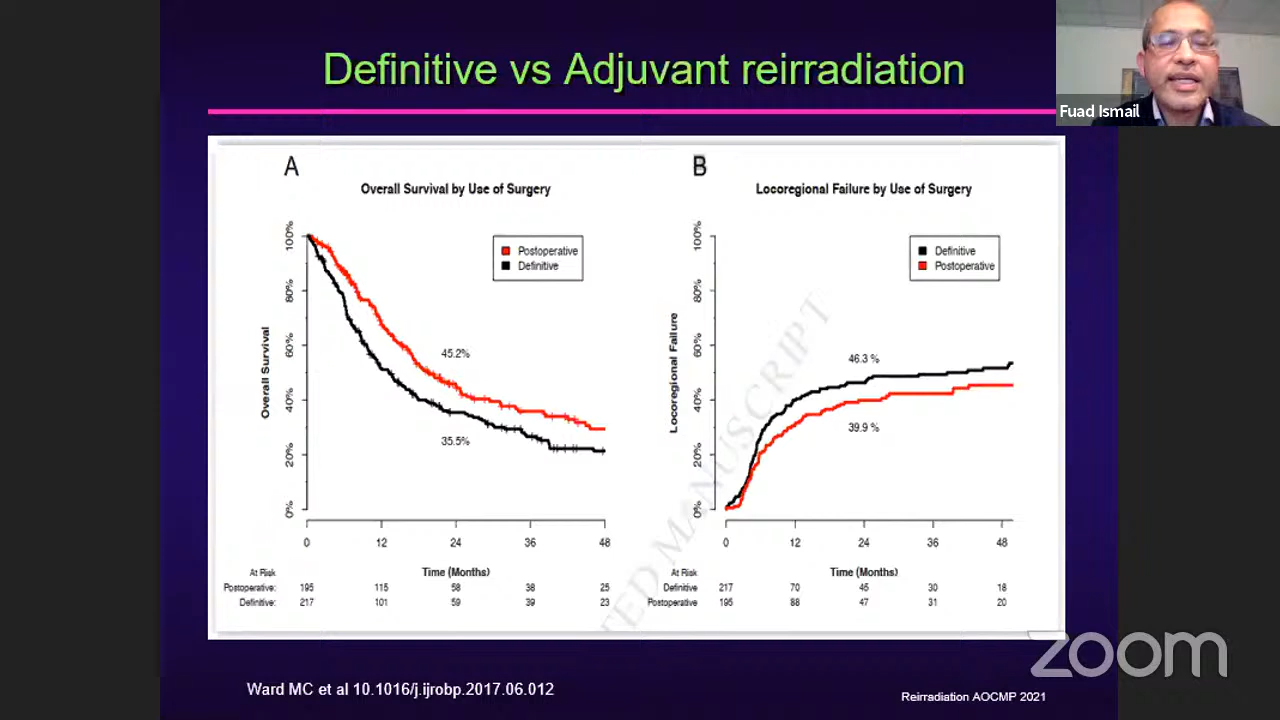 Definitive vs Adjuvant reirradiation
Fuad Ismail
A
Overall Survival by Use of Surgery
Overall Survival
100%
80%
60%
40%
20%
0%
Postoperative
Definitive
45.2%
35.5%
0 12 24 36 48
Time (Months)
At Risk
Postoperative: 195 115 58 38 25
Definitive: 217 101 59 39 23
B
Locoregional Failure by Use of Surgery
Locoregional Failure
100%
80%
60%
40%
20%
0%
Definitive
Postoperative
46.3 %
39.9 %
0 12 24 36 48
Time (Months)
At Risk
Definitive 217 70 45 30 18
Postoperative 195 88 47 31 20
TED MANUSCRIPT
zoom
Ward MC et al 10.1016/j.ijrobp.2017.06.012
Reirradiation AOCMP 2021